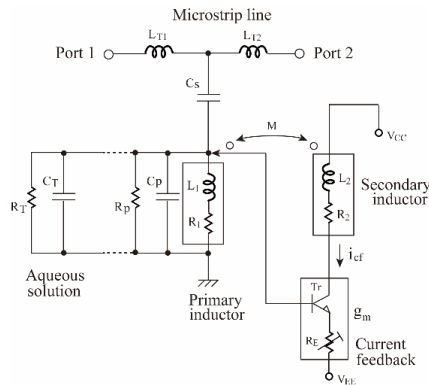 Microstrip line
Port 1
LT1
LT2
Port 2
Cs
M
VCC
RT
CT
Rp
Cp
L1
R1
L2
R2
Secondary
inductor
icf
Aqueous
solution
Primary
inductor
Tr
gm
RE
Current
feedback
VEE